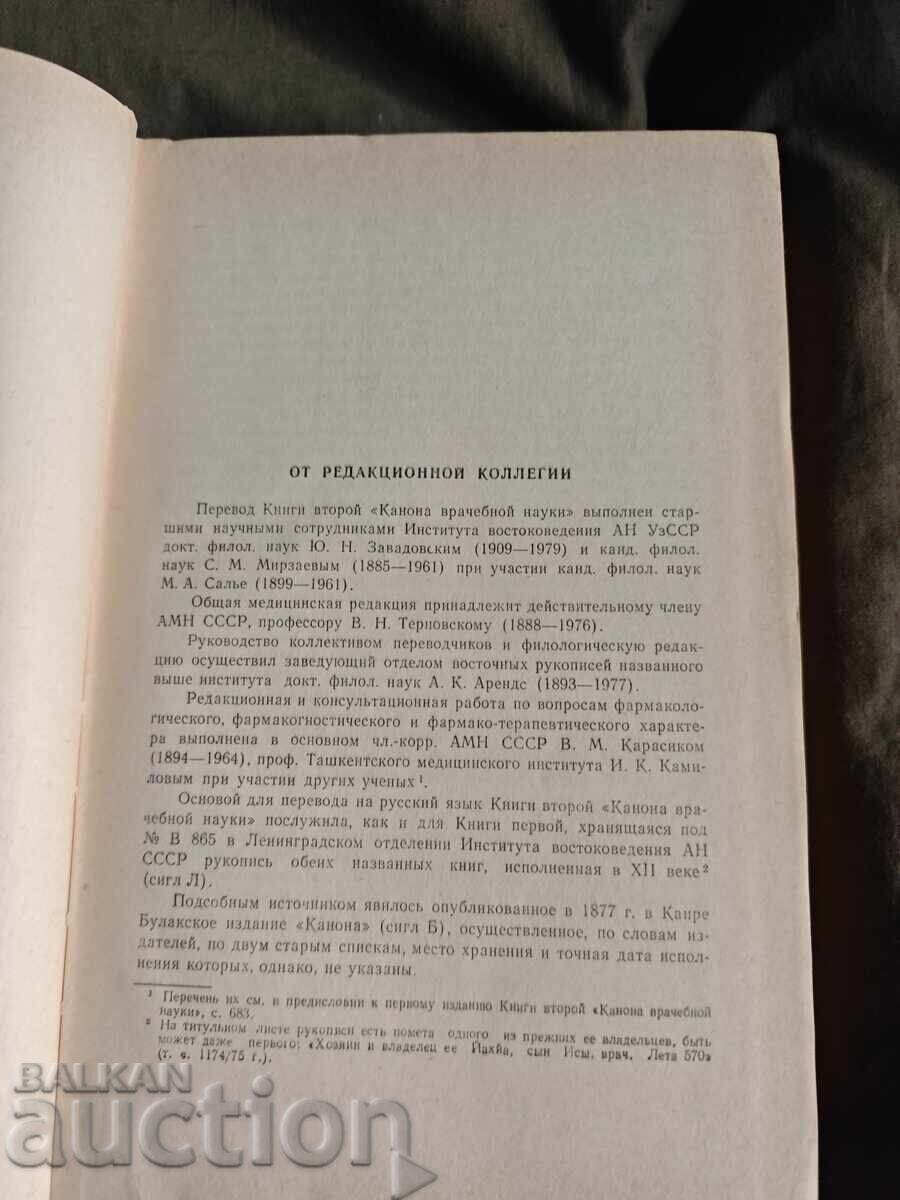 ОТ РЕДАКЦИОННОЙ КОЛЛЕГИИ
Перевод Книги второй «Канона врачебной науки» выполнен стар-
шими научными сотрудниками Института востоковедения АН УзССР
докт. филол. наук Ю. Н. Завадовским (1909—1979) и канд. филол.
наук С. М. Мирзаевым (1885—1961) при участии канд. филол. наук
М. А. Салье (1899—1961).
Общая медицинская редакция принадлежит действительному члену
АМН СССР, профессору В. Н. Терновскому (1888—1976).
Руководство коллективом переводчиков и филологическую редак-
цию осуществил заведующий отделом восточных рукописей названного
выше института докт. филол. наук А. К. Арендс (1893—1977).
Редакционная и консультационная работа по вопросам фармаколо-
гического, фармакогностического и фармако-терапевтического характе-
ра выполнена в основном чл.-корр. АМН СССР В. М. Карасиком
(1894—1964), проф. Ташкентского медицинского института И. К. Ками-
ловым при участии других ученых¹.
Основой для перевода на русский язык Книги второй «Канона вра-
чебной науки» послужила, как и для Книги первой, хранящаяся под
№ В 865 в Ленинградском отделении Института востоковедения АН
СССР рукопись обеих названных книг, исполненная в XII веке²
(сигл Л).
Подсобным источником явилось опубликованное в 1877 г. в Каире
Булакское издание «Канона» (сигл Б), осуществленное, по словам из-
дателей, по двум старым спискам, место хранения и точная дата испол-
нения которых, однако, не указаны.
¹ Перечень их см. в предисловии к первому изданию Книги второй «Канона врачебной
науки», с. 683.
² На титульном листе рукописи есть помета одного из прежних ее владельцев, быть
может даже первого: «Хозяин и владелец ее Йахйа, сын Исы, врач. Лета 570»
(т. е. 1174/75 г.).
BALKAN
auction